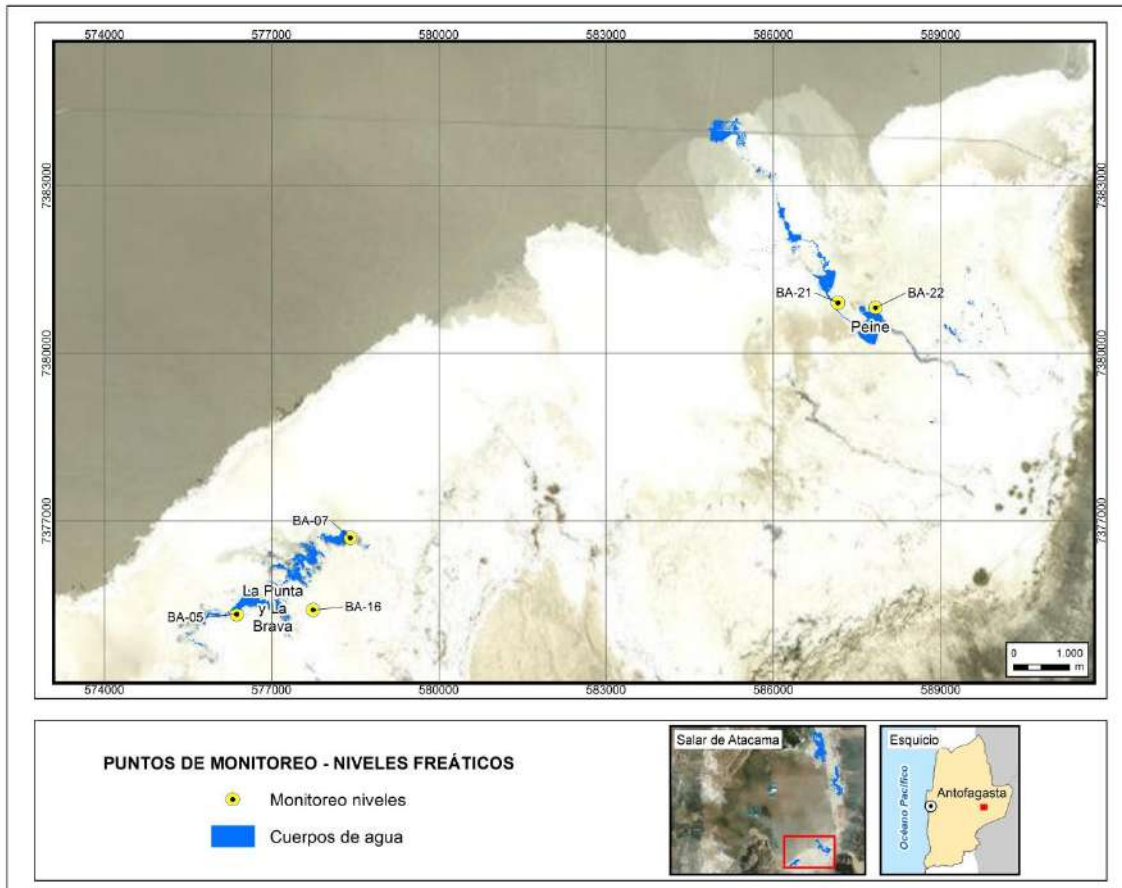 574000 577000 580000 583000 586000 589000
7383000 7383000
BA-21 BA-22
Peine
7380000 7380000
7377000 7377000
BA-07
La Punta
y La
Brava
BA-05 BA-16
0 1.000
m
574000 577000 580000 583000 586000 589000
PUNTOS DE MONITOREO - NIVELES FREÁTICOS
Monitoreo niveles
Cuerpos de agua
Salar de Atacama
Esquicio
Océano Pacífico
Antofagasta